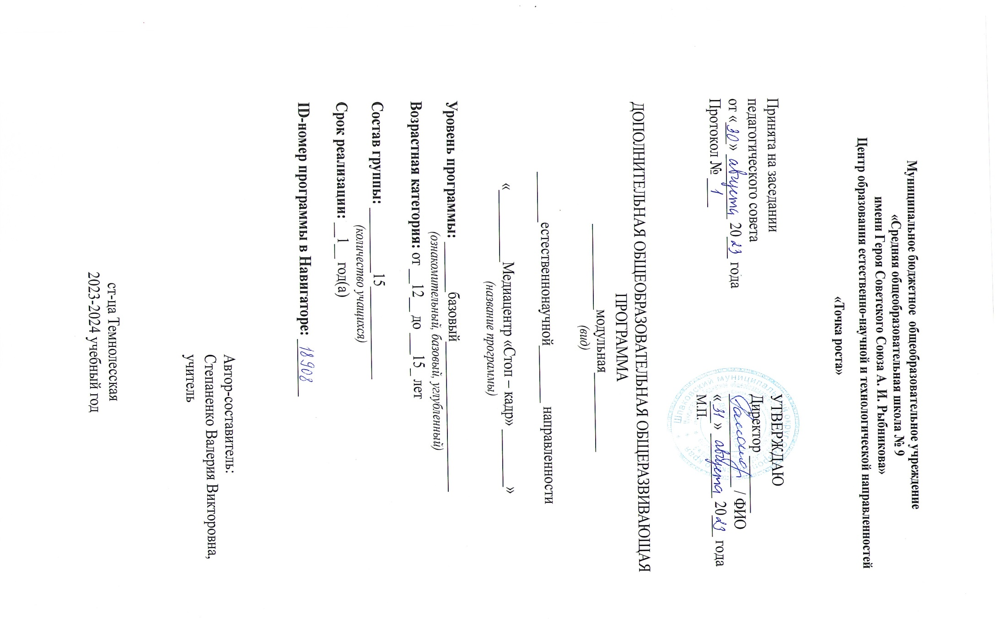 Муниципальное бюджетное общеобразовательное учреждение
«Средняя общеобразовательная школа № 9
имени Героя Советского Союза А. И. Рыбникова»
Центр образования естественно-научной и технологической направленностей
«Точка роста»
Принята на заседании
педагогического совета
от «30» августа 2023 года
Протокол № 1
УТВЕРЖДАЮ
Директор
/ ФИО
«31» августа 2023 года
М.П.
Шпаковский муниципальный округ
края
ДОПОЛНИТЕЛЬНАЯ ОБЩЕОБРАЗОВАТЕЛЬНАЯ ОБЩЕРАЗВИВАЮЩАЯ
ПРОГРАММА
модульная
(вид)
естественнонаучной направленности
« Медиацентр «Стоп – кадр» »
(название программы)
Уровень программы: базовый
(ознакомительный, базовый, углубленный)
Возрастная категория: от 12 до 15 лет
Состав группы: 15
(количество учащихся)
Срок реализации: 1 год(а)
ID-номер программы в Навигаторе: 18908
Автор-составитель:
Степаненко Валерия Викторовна,
учитель
ст-ца Темнолесская
2023-2024 учебный год